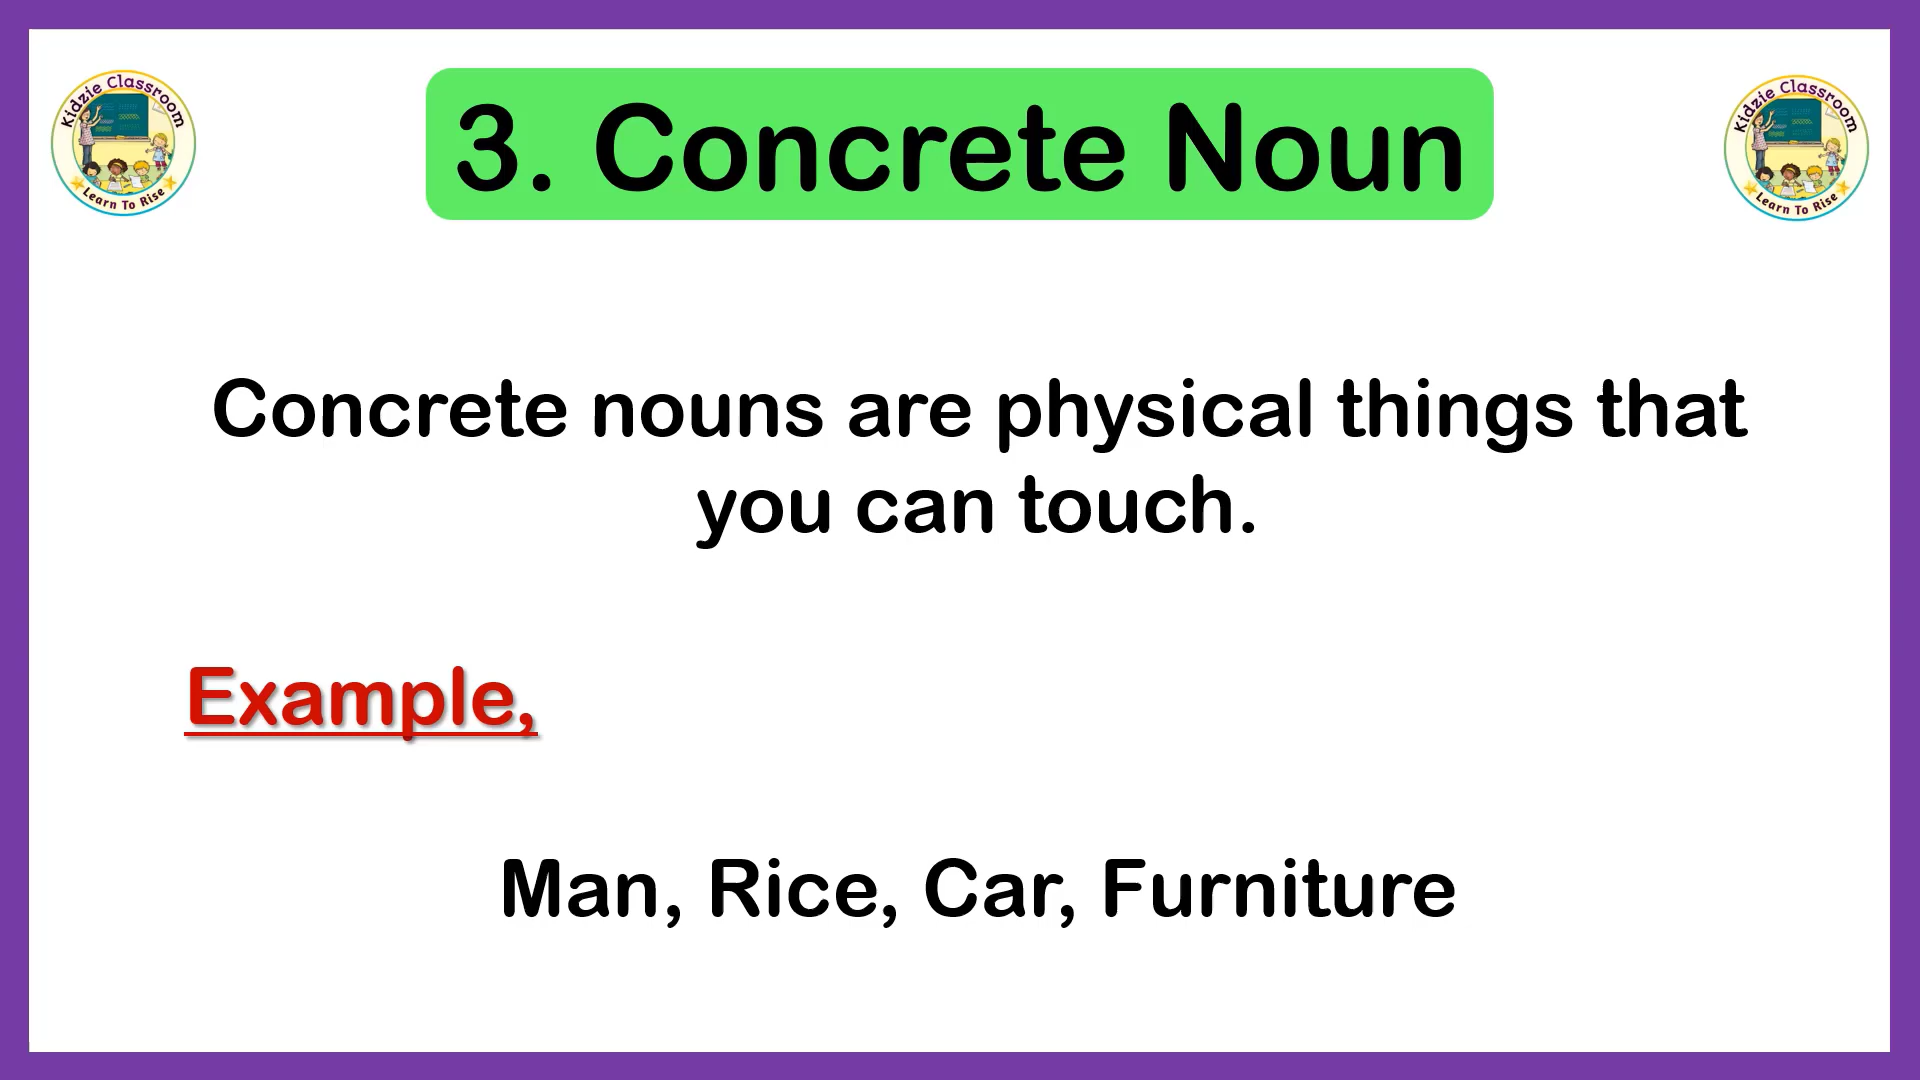 Kidzie Classroom
Learn To Rise
3. Concrete Noun
Kidzie Classroom
Learn To Rise
Concrete nouns are physical things that
you can touch.
Example,
Man, Rice, Car, Furniture